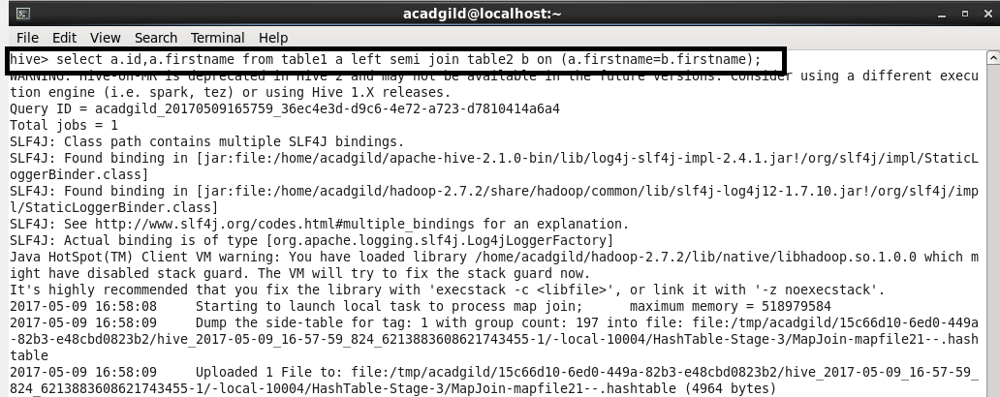 acadgild@localhost:~
File Edit View Search Terminal Help
hive> select a.id,a.firstname from table1 a left semi join table2 b on (a.firstname=b.firstname);
WARNING: Hive-on-MR is deprecated in Hive 2 and may not be available in the future versions. Consider using a different execu
tion engine (i.e. spark, tez) or using Hive 1.X releases.
Query ID = acadgild_20170509165759_36ec4e3d-d9c6-4e72-a723-d7810414a6a4
Total jobs = 1
SLF4J: Class path contains multiple SLF4J bindings.
SLF4J: Found binding in [jar:file:/home/acadgild/apache-hive-2.1.0-bin/lib/log4j-slf4j-impl-2.4.1.jar!/org/slf4j/impl/StaticL
oggerBinder.class]
SLF4J: Found binding in [jar:file:/home/acadgild/hadoop-2.7.2/share/hadoop/common/lib/slf4j-log4j12-1.7.10.jar!/org/slf4j/imp
l/StaticLoggerBinder.class]
SLF4J: See http://www.slf4j.org/codes.html#multiple_bindings for an explanation.
SLF4J: Actual binding is of type [org.apache.logging.slf4j.Log4jLoggerFactory]
Java HotSpot(TM) Client VM warning: You have loaded library /home/acadgild/hadoop-2.7.2/lib/native/libhadoop.so.1.0.0 which m
ight have disabled stack guard. The VM will try to fix the stack guard now.
It's highly recommended that you fix the library with 'execstack -c <libfile>', or link it with '-z noexecstack'.
2017-05-09 16:58:08     Starting to launch local task to process map join;      maximum memory = 518979584
2017-05-09 16:58:09     Dump the side-table for tag: 1 with group count: 197 into file: file:/tmp/acadgild/15c66d10-6ed0-449a
-82b3-e48cbd0823b2/hive_2017-05-09_16-57-59_824_6213883608621743455-1/-local-10004/HashTable-Stage-3/MapJoin-mapfile21--.hash
table
2017-05-09 16:58:09     Uploaded 1 File to: file:/tmp/acadgild/15c66d10-6ed0-449a-82b3-e48cbd0823b2/hive_2017-05-09_16-57-59_
824_6213883608621743455-1/-local-10004/HashTable-Stage-3/MapJoin-mapfile21--.hashtable (4964 bytes)